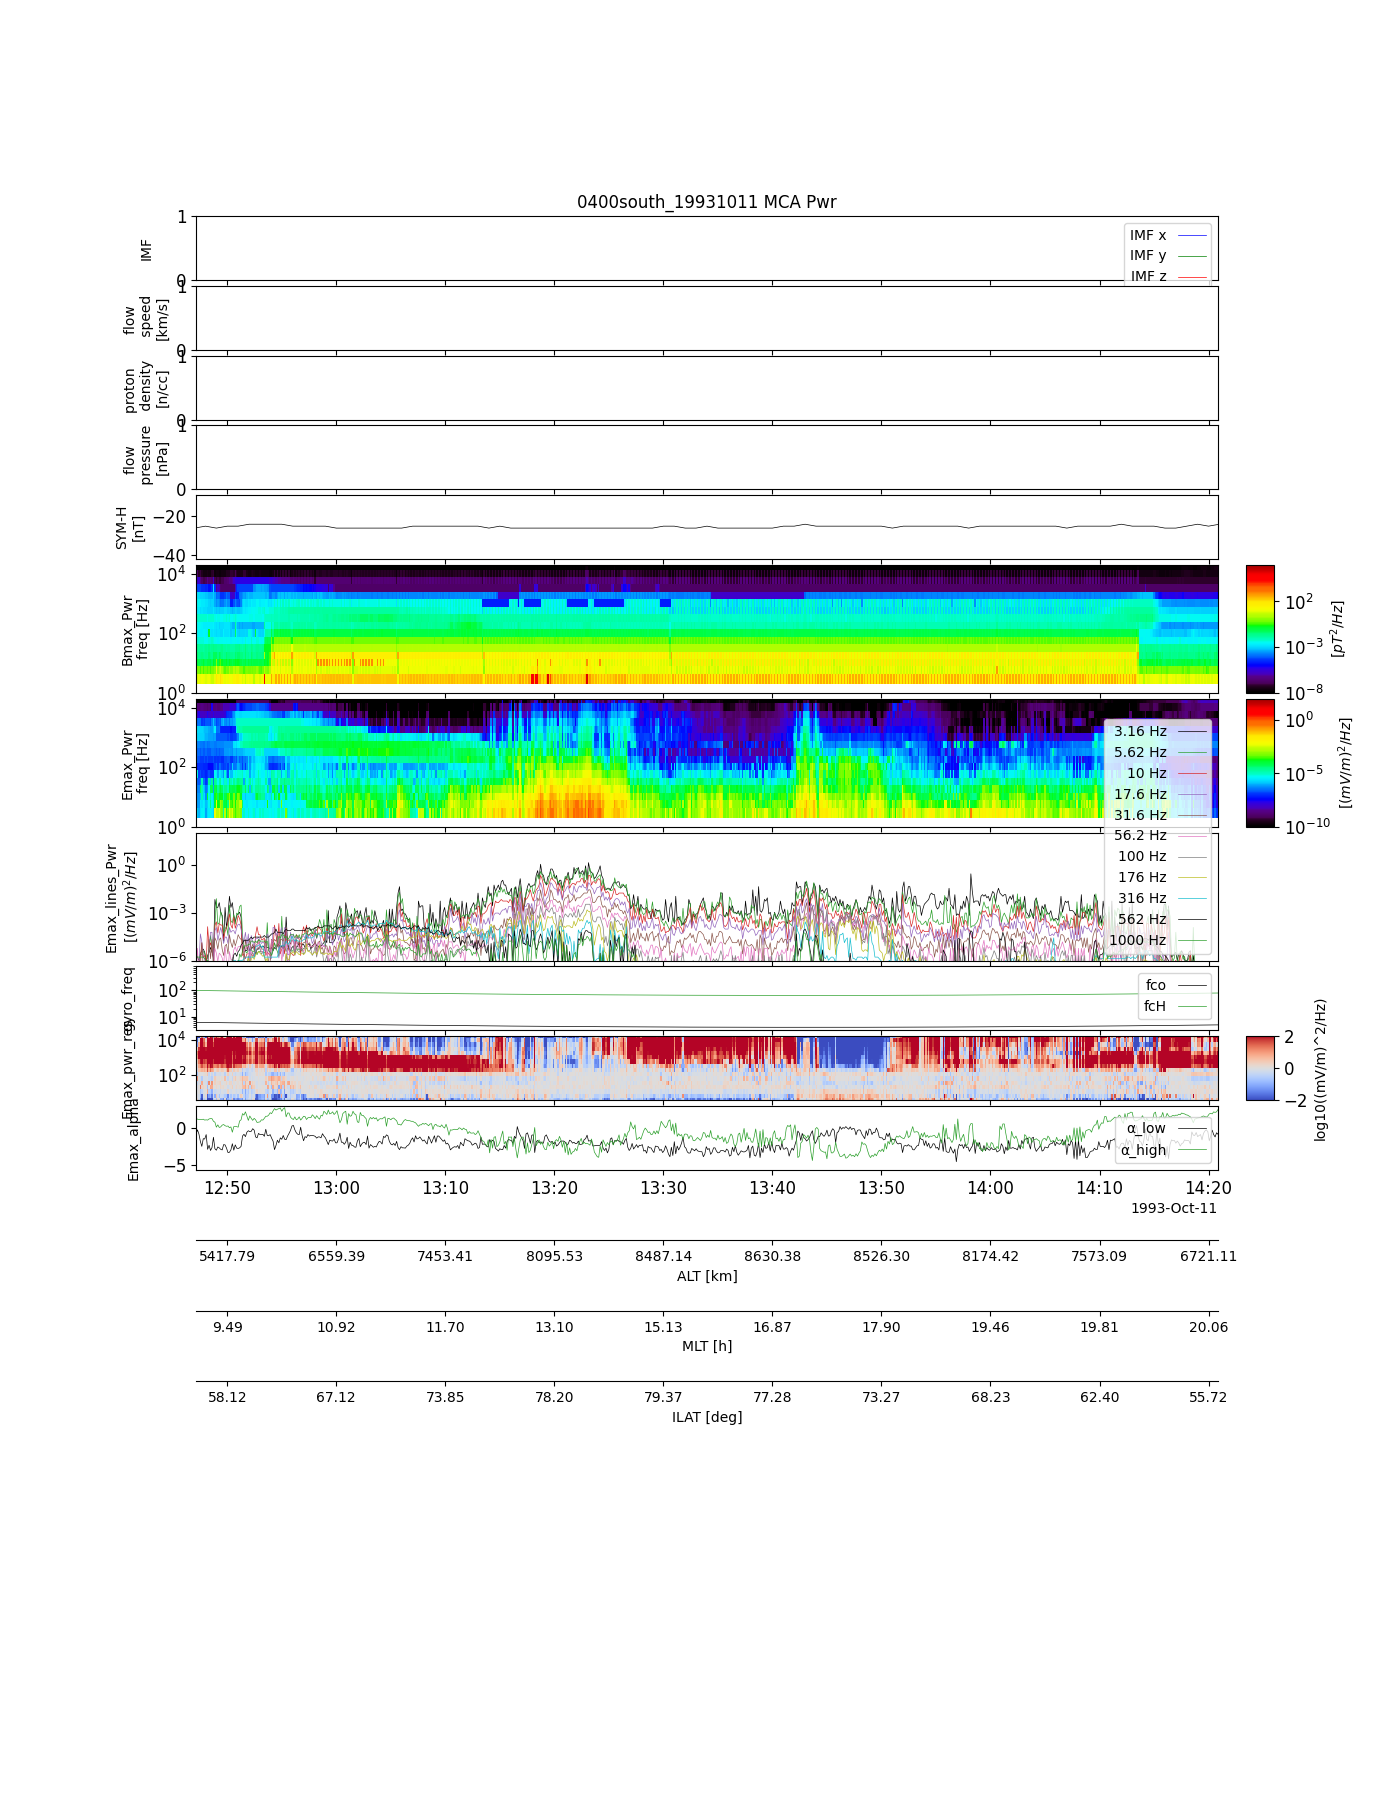 0400south_19931011 MCA Pwr
1
0
IMF
IMF x
IMF y
IMF z
1
0
flow
speed
[km/s]
1
0
proton
density
[n/cc]
1
0
flow
pressure
[nPa]
−20
−40
SYM-H
[nT]
10^4
10^2
10^0
Bmax_Pwr
freq [Hz]
10^2
10^−3
10^−8
[pT^2/Hz]
10^4
10^2
10^0
Emax_Pwr
freq [Hz]
10^0
10^−5
10^−10
[(mV/m)^2/Hz]
3.16 Hz
5.62 Hz
10 Hz
17.6 Hz
31.6 Hz
56.2 Hz
100 Hz
176 Hz
316 Hz
562 Hz
1000 Hz
10^0
10^−3
10^−6
Emax_lines_Pwr
[(mV/m)^2/Hz]
10^2
10^1
gyro_freq
fco
fcH
10^4
10^2
Emax_pwr_reg
2
0
−2
log10((mV/m)^2/Hz)
0
−5
Emax_alpha
α_low
α_high
12:50 13:00 13:10 13:20 13:30 13:40 13:50 14:00 14:10 14:20
1993-Oct-11
5417.79 6559.39 7453.41 8095.53 8487.14 8630.38 8526.30 8174.42 7573.09 6721.11
ALT [km]
9.49 10.92 11.70 13.10 15.13 16.87 17.90 19.46 19.81 20.06
MLT [h]
58.12 67.12 73.85 78.20 79.37 77.28 73.27 68.23 62.40 55.72
ILAT [deg]